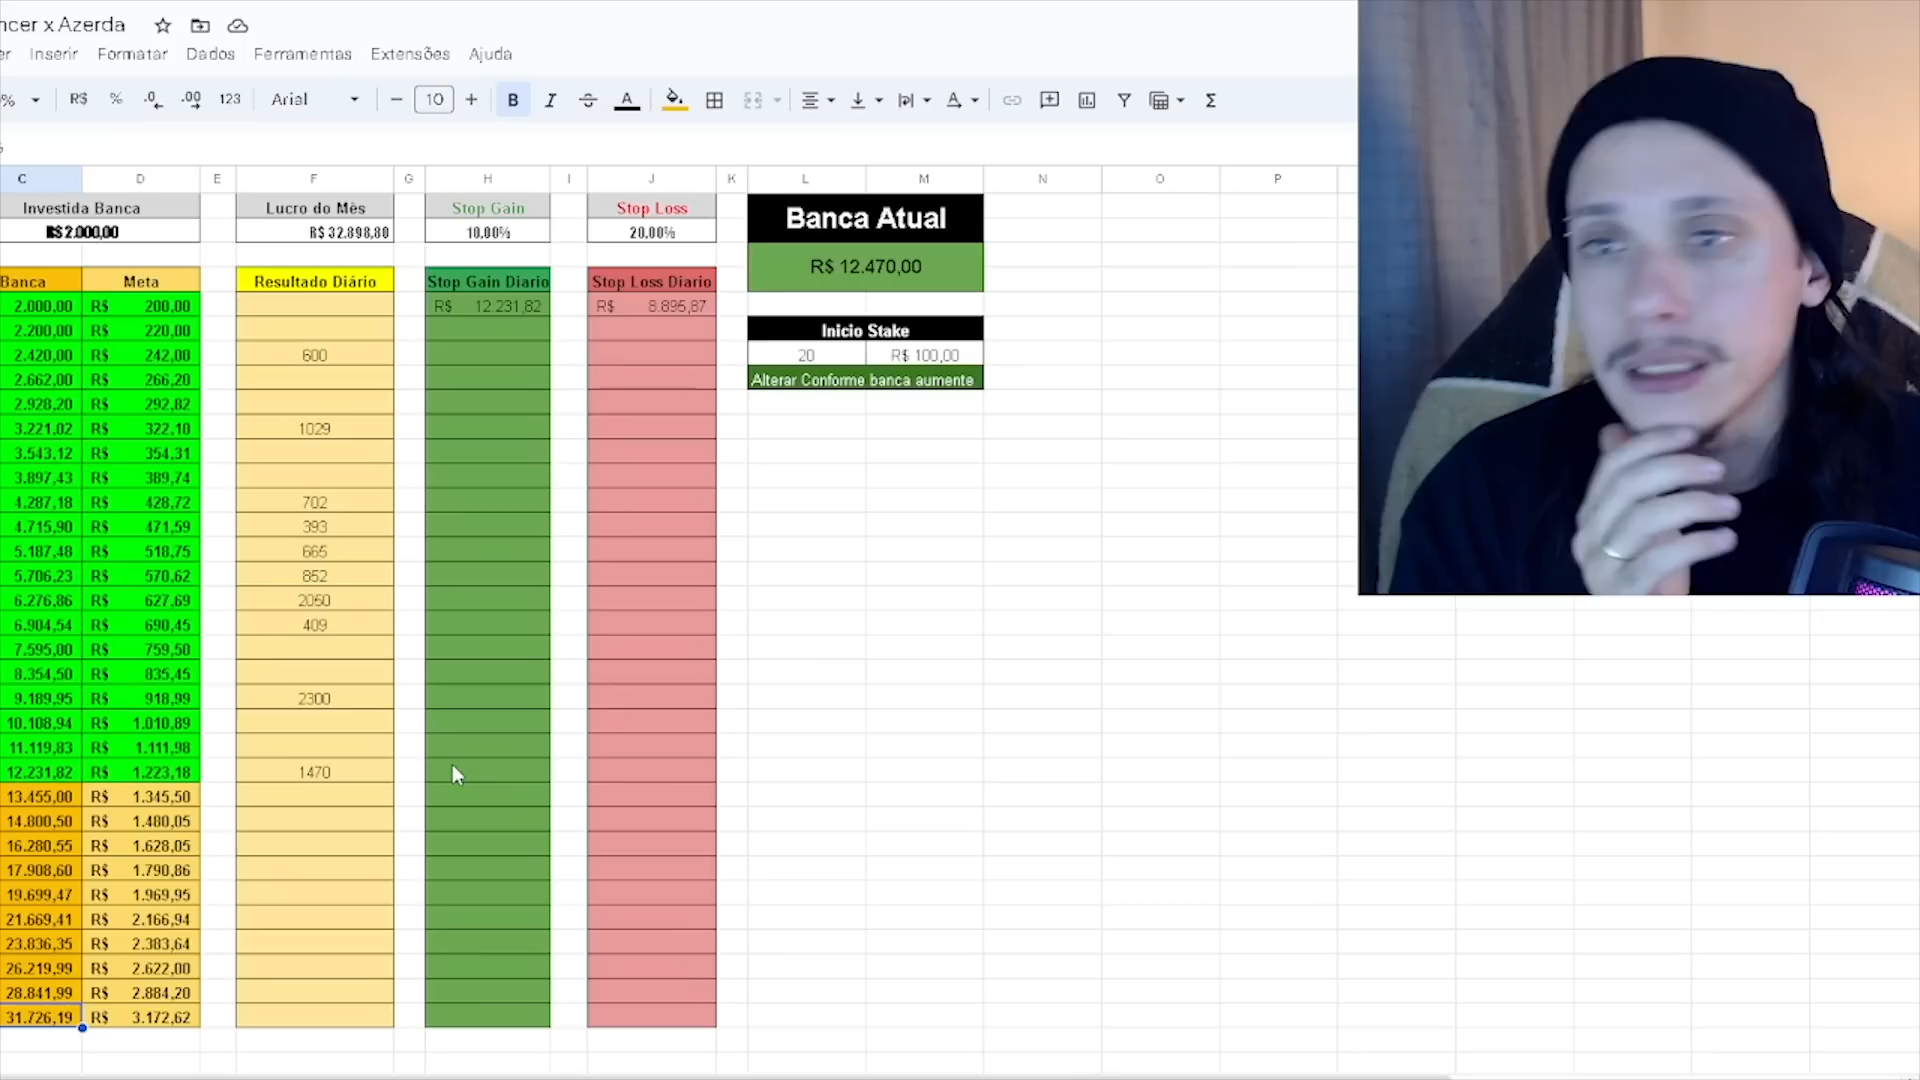 ncer x Azerda
er Inserir Formatar Dados Ferramentas Extensões Ajuda
% R$ % .0 .00 123 Arial 10 B I S A Σ
C D E F G H I J K L M N O P
Investida Banca Lucro do Mês Stop Gain Stop Loss Banca Atual
R$ 2.000,00 R$ 32.898,80 10,00% 20,00%
R$ 12.470,00
Banca Meta Resultado Diário Stop Gain Diario Stop Loss Diario
2.000,00 R$ 200,00 R$ 12.231,82 R$ 8.895,87
2.200,00 R$ 220,00 Inicio Stake
2.420,00 R$ 242,00 600 20 R$ 100,00
2.662,00 R$ 266,20 Alterar Conforme banca aumente
2.928,20 R$ 292,82
3.221,02 R$ 322,10 1029
3.543,12 R$ 354,31
3.897,43 R$ 389,74
4.287,18 R$ 428,72 702
4.715,90 R$ 471,59 393
5.187,48 R$ 518,75 665
5.706,23 R$ 570,62 852
6.276,86 R$ 627,69 2050
6.904,54 R$ 690,45 409
7.595,00 R$ 759,50
8.354,50 R$ 835,45
9.189,95 R$ 918,99 2300
10.108,94 R$ 1.010,89
11.119,83 R$ 1.111,98
12.231,82 R$ 1.223,18 1470
13.455,00 R$ 1.345,50
14.800,50 R$ 1.480,05
16.280,55 R$ 1.628,05
17.908,60 R$ 1.790,86
19.699,47 R$ 1.969,95
21.669,41 R$ 2.166,94
23.836,35 R$ 2.383,64
26.219,99 R$ 2.622,00
28.841,99 R$ 2.884,20
31.726,19 R$ 3.172,62